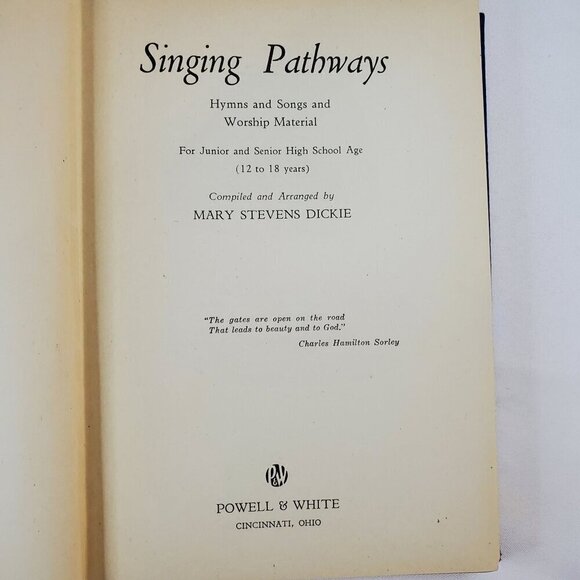 Singing Pathways
Hymns and Songs and
Worship Material
For Junior and Senior High School Age
(12 to 18 years)
Compiled and Arranged by
MARY STEVENS DICKIE
"The gates are open on the road
That leads to beauty and to God."
Charles Hamilton Sorley
P&W
POWELL & WHITE
CINCINNATI, OHIO